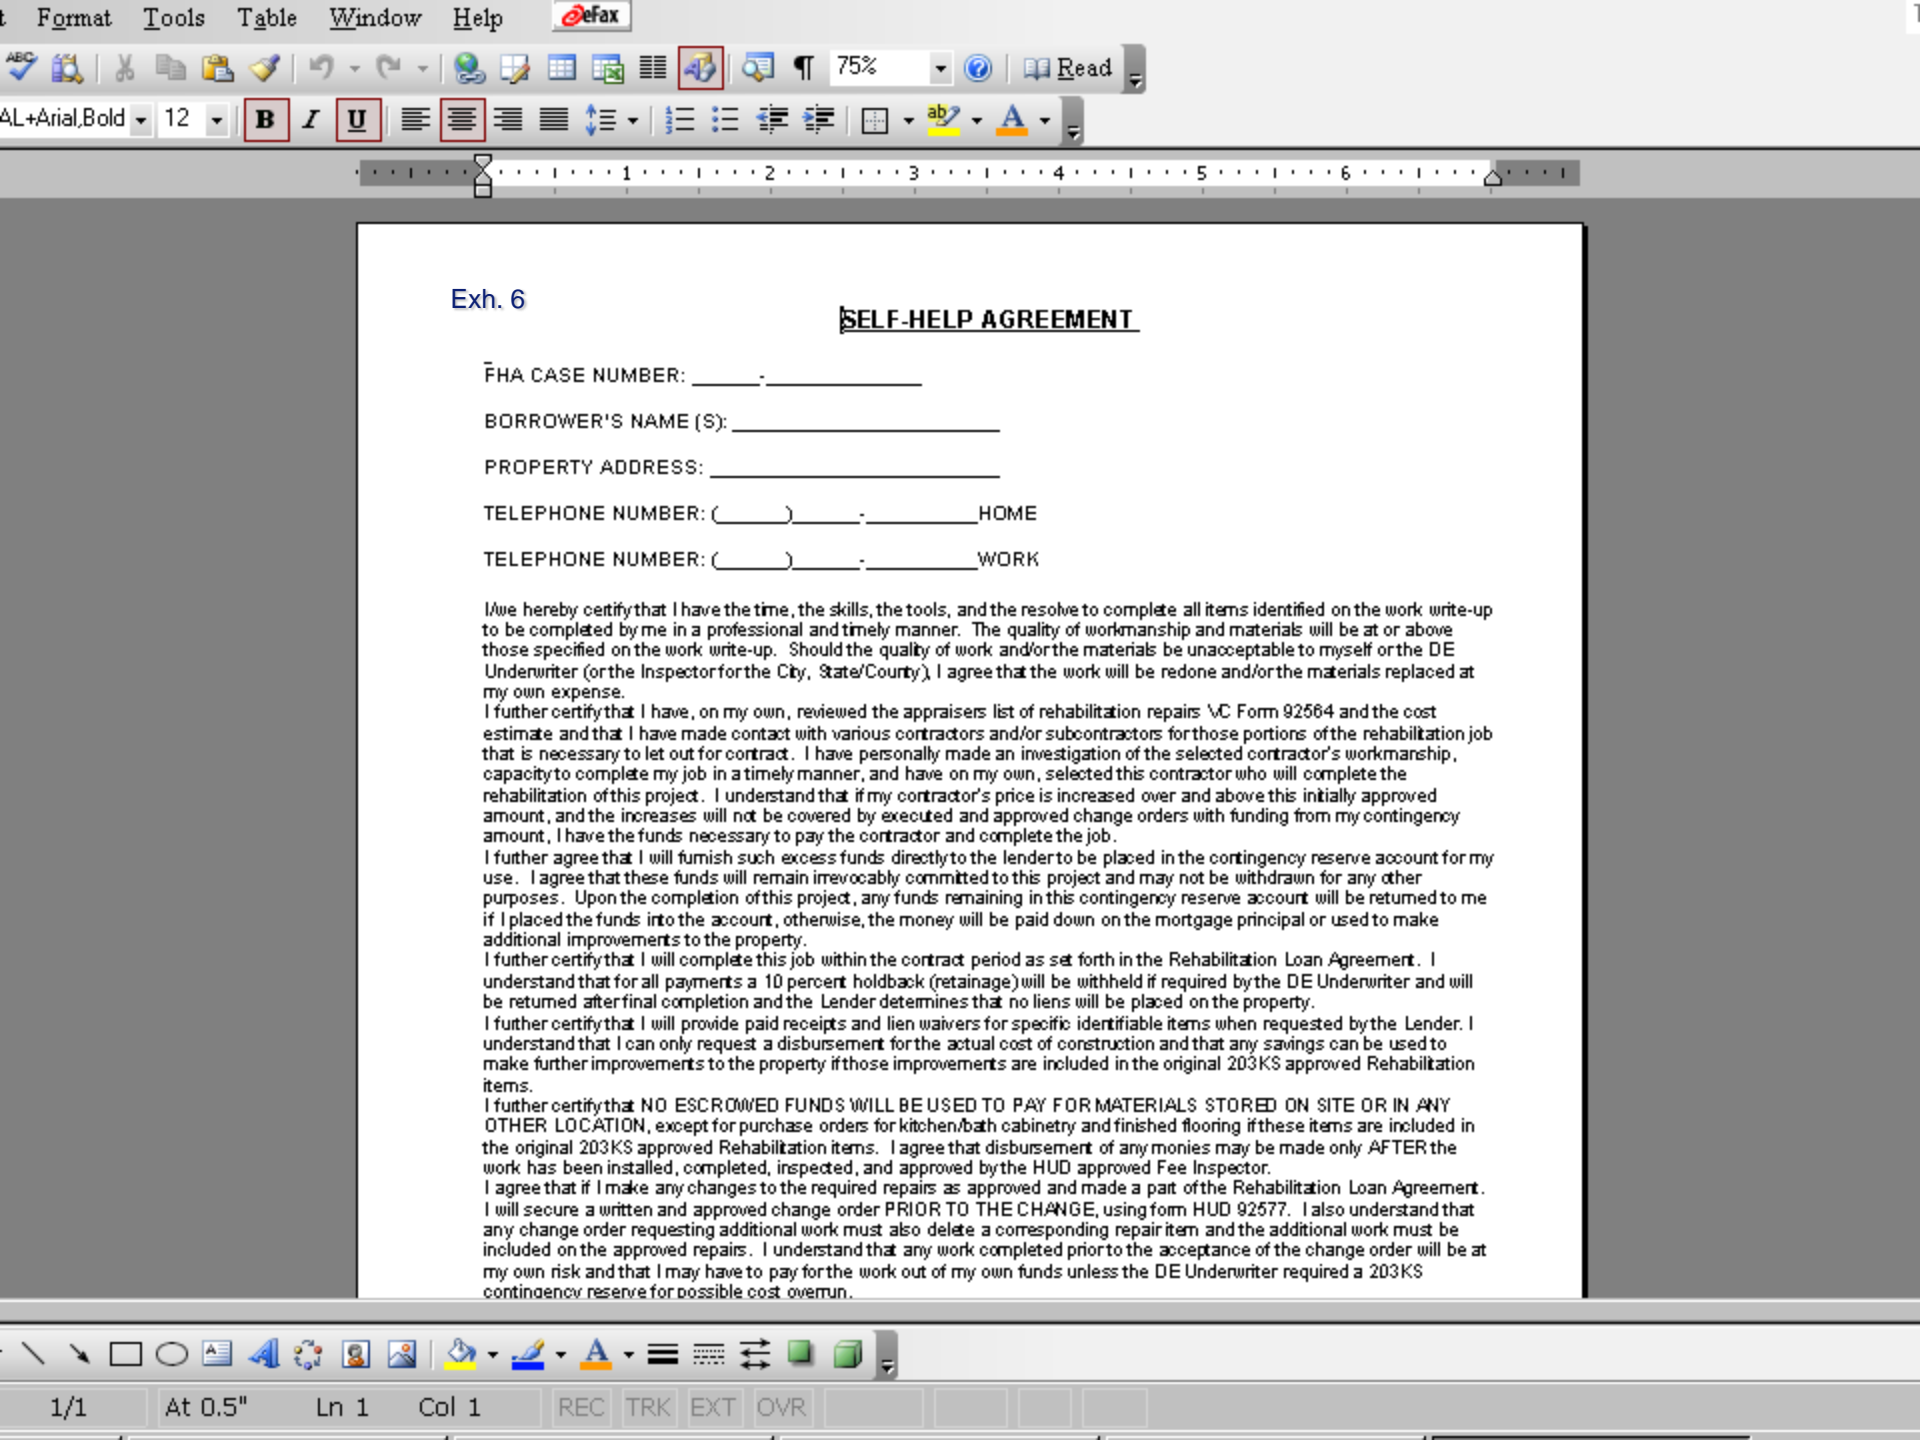 t Format Tools Table Window Help eFax
ABC 75% Read
AL+Arial,Bold 12 B I U ab A
1 2 3 4 5 6
Exh. 6
SELF-HELP AGREEMENT
FHA CASE NUMBER: ______-______________
BORROWER'S NAME (S): ________________________
PROPERTY ADDRESS: __________________________
TELEPHONE NUMBER: (______)______-__________HOME
TELEPHONE NUMBER: (______)______-__________WORK
I/we hereby certify that I have the time, the skills, the tools, and the resolve to complete all items identified on the work write-up
to be completed by me in a professional and timely manner. The quality of workmanship and materials will be at or above
those specified on the work write-up. Should the quality of work and/or the materials be unacceptable to myself or the DE
Underwriter (or the Inspector for the City, State/County), I agree that the work will be redone and/or the materials replaced at
my own expense.
I further certify that I have, on my own, reviewed the appraisers list of rehabilitation repairs VC Form 92564 and the cost
estimate and that I have made contact with various contractors and/or subcontractors for those portions of the rehabilitation job
that is necessary to let out for contract. I have personally made an investigation of the selected contractor's workmanship,
capacity to complete my job in a timely manner, and have on my own, selected this contractor who will complete the
rehabilitation of this project. I understand that if my contractor's price is increased over and above this initially approved
amount, and the increases will not be covered by executed and approved change orders with funding from my contingency
amount, I have the funds necessary to pay the contractor and complete the job.
I further agree that I will furnish such excess funds directly to the lender to be placed in the contingency reserve account for my
use. I agree that these funds will remain irrevocably committed to this project and may not be withdrawn for any other
purposes. Upon the completion of this project, any funds remaining in this contingency reserve account will be returned to me
if I placed the funds into the account, otherwise, the money will be paid down on the mortgage principal or used to make
additional improvements to the property.
I further certify that I will complete this job within the contract period as set forth in the Rehabilitation Loan Agreement. I
understand that for all payments a 10 percent holdback (retainage) will be withheld if required by the DE Underwriter and will
be returned after final completion and the Lender determines that no liens will be placed on the property.
I further certify that I will provide paid receipts and lien waivers for specific identifiable items when requested by the Lender. I
understand that I can only request a disbursement for the actual cost of construction and that any savings can be used to
make further improvements to the property if those improvements are included in the original 203KS approved Rehabilitation
items.
I further certify that NO ESCROWED FUNDS WILL BE USED TO PAY FOR MATERIALS STORED ON SITE OR IN ANY
OTHER LOCATION, except for purchase orders for kitchen/bath cabinetry and finished flooring if these items are included in
the original 203KS approved Rehabilitation items. I agree that disbursement of any monies may be made only AFTER the
work has been installed, completed, inspected, and approved by the HUD approved Fee Inspector.
I agree that if I make any changes to the required repairs as approved and made a part of the Rehabilitation Loan Agreement.
I will secure a written and approved change order PRIOR TO THE CHANGE, using form HUD 92577. I also understand that
any change order requesting additional work must also delete a corresponding repair item and the additional work must be
included on the approved repairs. I understand that any work completed prior to the acceptance of the change order will be at
my own risk and that I may have to pay for the work out of my own funds unless the DE Underwriter required a 203KS
contingency reserve for possible cost overrun.
1/1 At 0.5" Ln 1 Col 1 REC TRK EXT OVR